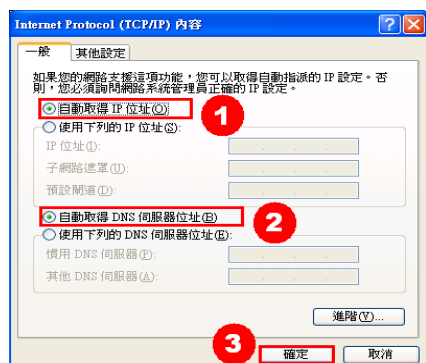 Internet Protocol (TCP/IP) 內容
一般 其他設定
如果您的網路支援這項功能，您可以取得自動指派的 IP 設定。否
則，您必須詢問網路系統管理員正確的 IP 設定。
自動取得 IP 位址(O)
1
使用下列的 IP 位址(S):
IP 位址(I):
子網路遮罩(U):
預設閘道(D):
自動取得 DNS 伺服器位址(B)
2
使用下列的 DNS 伺服器位址(E):
慣用 DNS 伺服器(P):
其他 DNS 伺服器(A):
進階(V)...
3
確定 取消